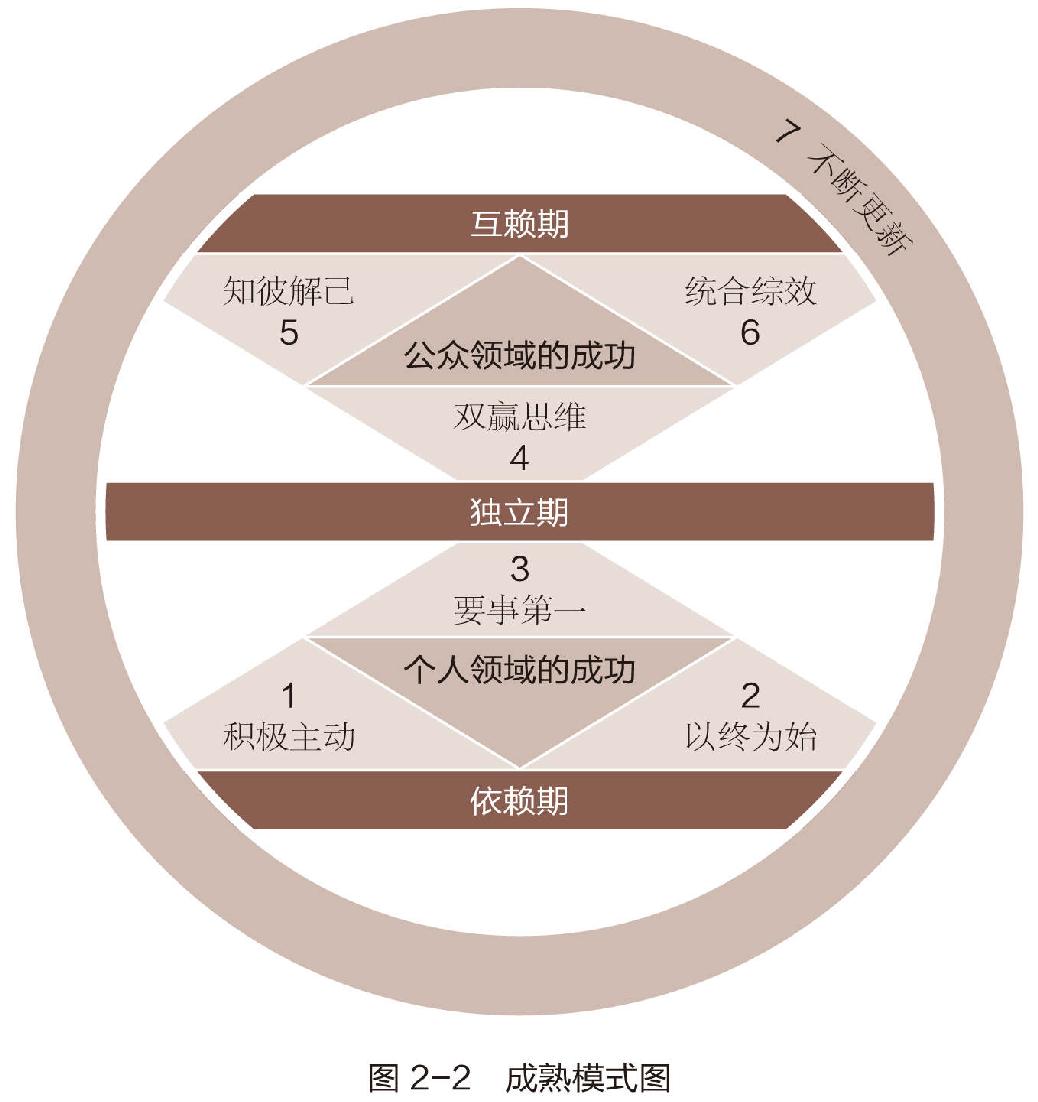 7 不断更新
互赖期
知彼解己
5
统合综效
6
公众领域的成功
双赢思维
4
独立期
3
要事第一
个人领域的成功
1
积极主动
2
以终为始
依赖期
图 2-2 成熟模式图